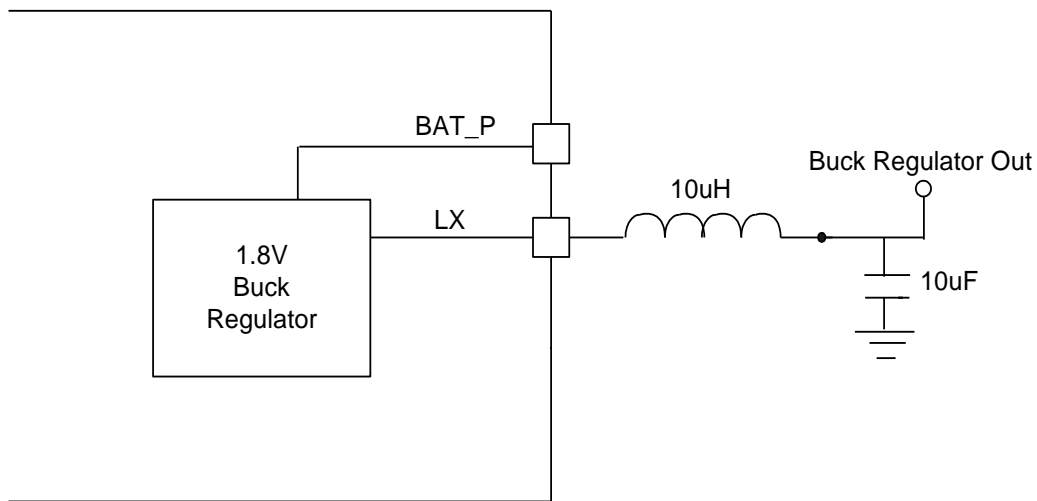 BAT_P
Buck Regulator Out
10uH
LX
1.8V
Buck
Regulator
10uF